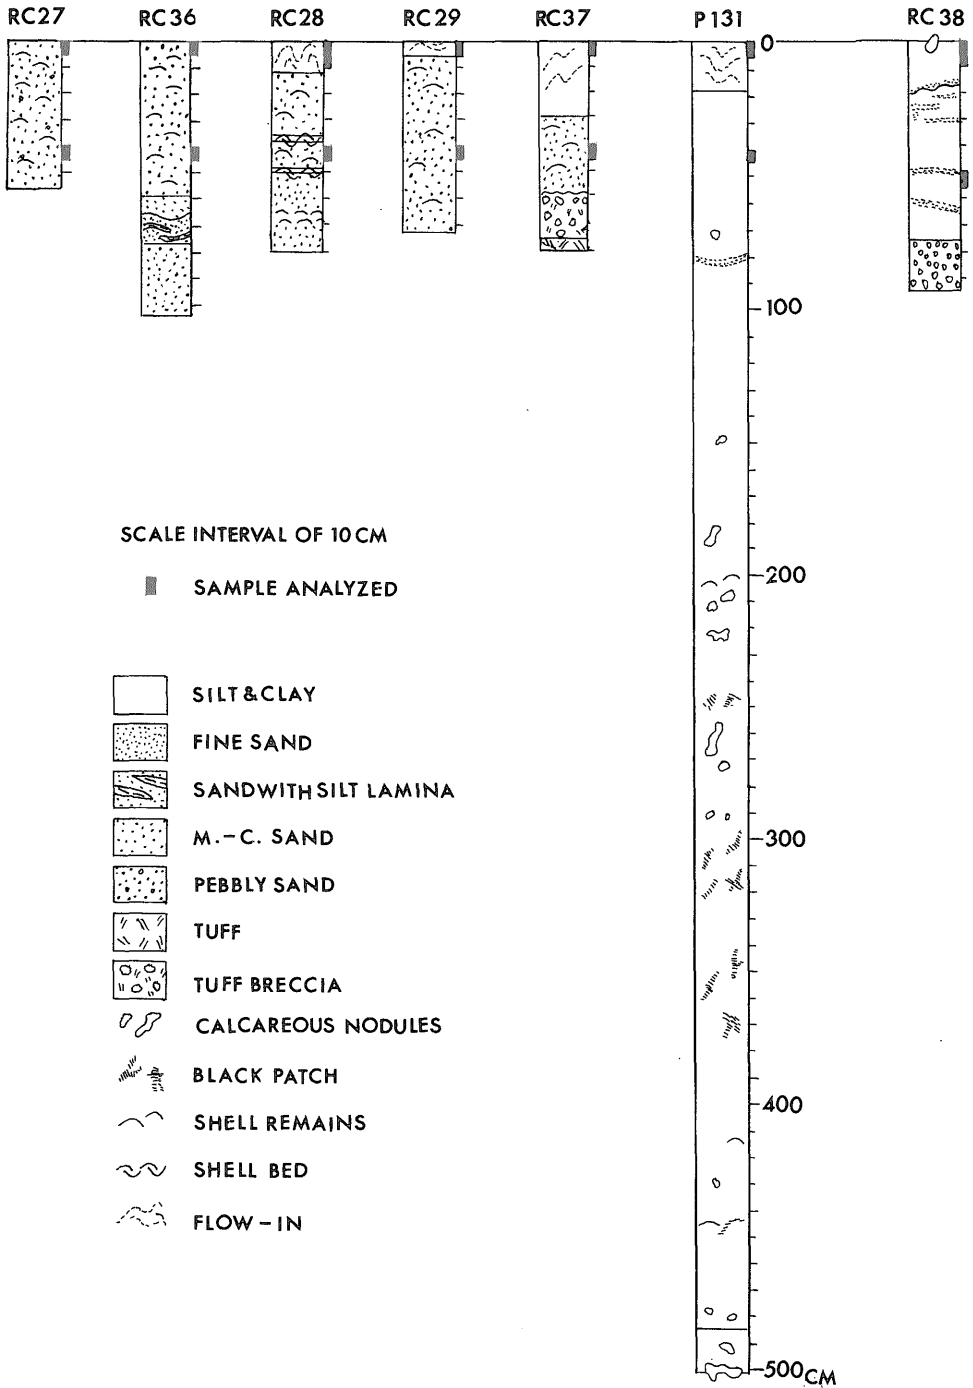 RC27 RC36 RC28 RC29 RC37 P131 RC38
0
100
SCALE INTERVAL OF 10CM
200
SAMPLE ANALYZED
SILT&CLAY
FINE SAND
SANDWITH SILT LAMINA
M.-C. SAND
300
PEBBLY SAND
TUFF
TUFF BRECCIA
CALCAREOUS NODULES
BLACK PATCH
400
SHELL REMAINS
SHELL BED
FLOW-IN
500CM